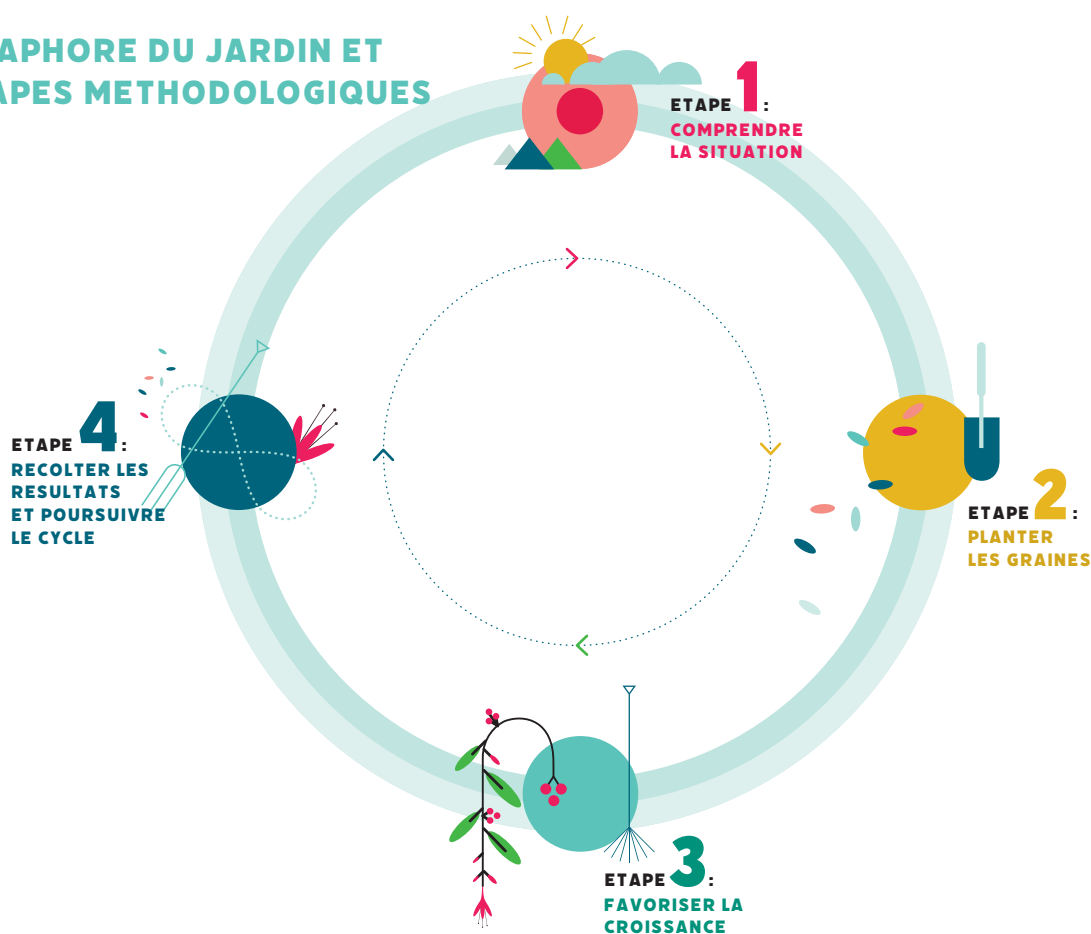 APHORE DU JARDIN ET
APES METHODOLOGIQUES
ETAPE 1 :
COMPRENDRE
LA SITUATION
ETAPE 2 :
PLANTER
LES GRAINES
ETAPE 3 :
FAVORISER LA
CROISSANCE
ETAPE 4 :
RECOLTER LES
RESULTATS
ET POURSUIVRE
LE CYCLE